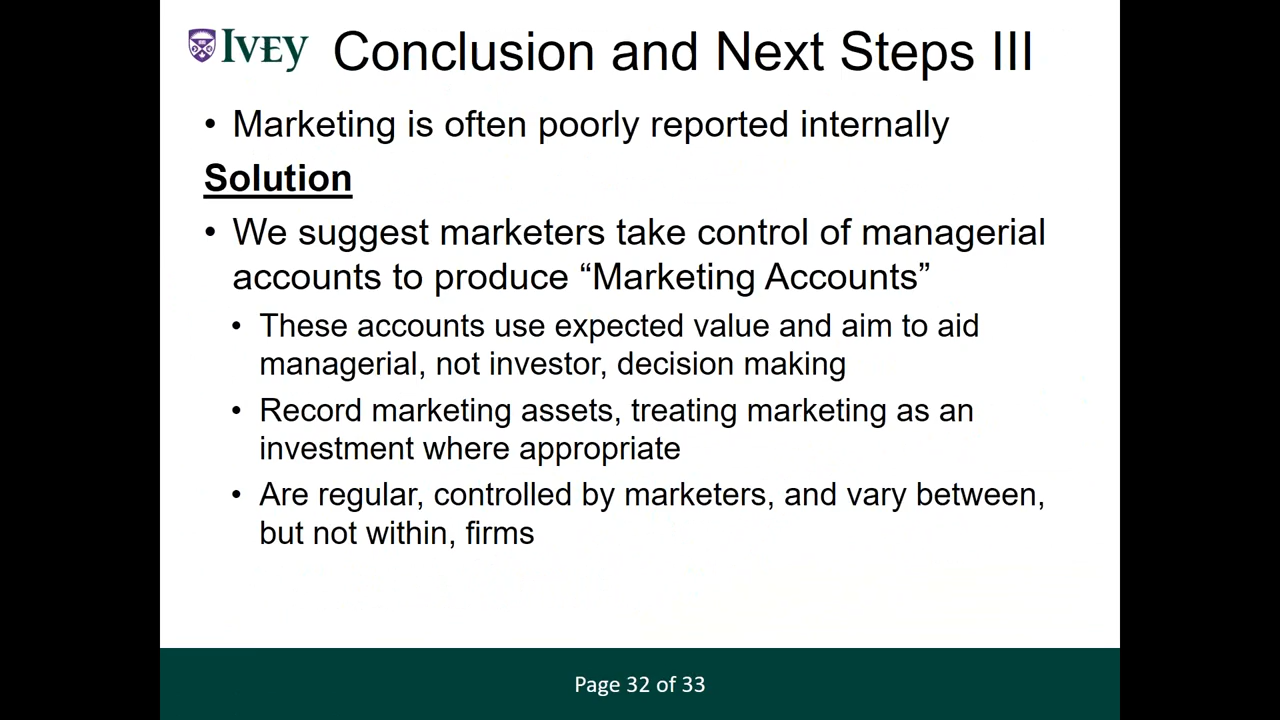 IVEY Conclusion and Next Steps III
• Marketing is often poorly reported internally
Solution
• We suggest marketers take control of managerial
accounts to produce “Marketing Accounts”
• These accounts use expected value and aim to aid
managerial, not investor, decision making
• Record marketing assets, treating marketing as an
investment where appropriate
• Are regular, controlled by marketers, and vary between,
but not within, firms
Page 32 of 33